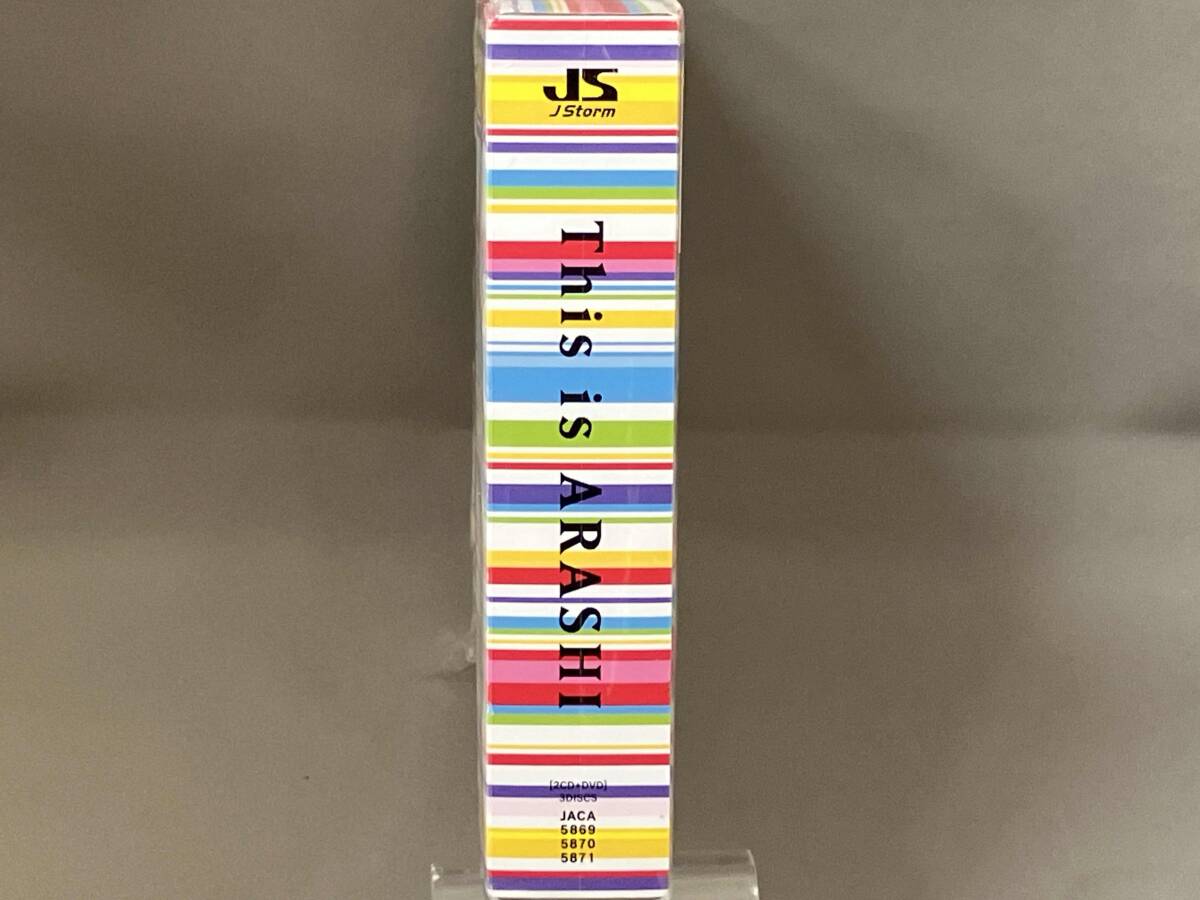 JS
J Storm
This is ARASHI
[2CD+DVD]
3DISCS
JACA
5869
5870
5871